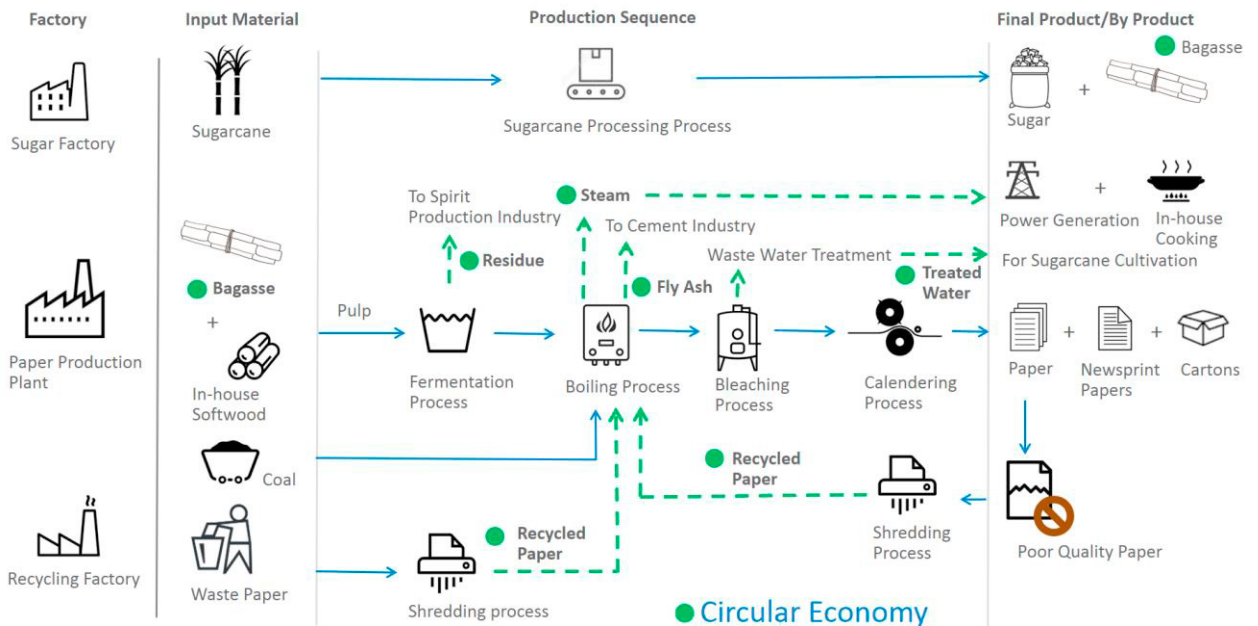 Factory
Input Material
Production Sequence
Final Product/By Product
Bagasse
Sugar Factory
Sugarcane
Sugarcane Processing Process
Sugar
+
To Spirit
Production Industry
Steam
To Cement Industry
Power Generation
+
In-house
Cooking
Residue
Waste Water Treatment
For Sugarcane Cultivation
Fly Ash
Treated
Water
Bagasse
+
Pulp
Paper Production
Plant
In-house
Softwood
Fermentation
Process
Boiling Process
Bleaching
Process
Calendering
Process
Paper
+
Newsprint
Papers
+
Cartons
Coal
Recycled
Paper
Shredding
Process
Poor Quality Paper
Recycling Factory
Waste Paper
Recycled
Paper
Shredding process
Circular Economy